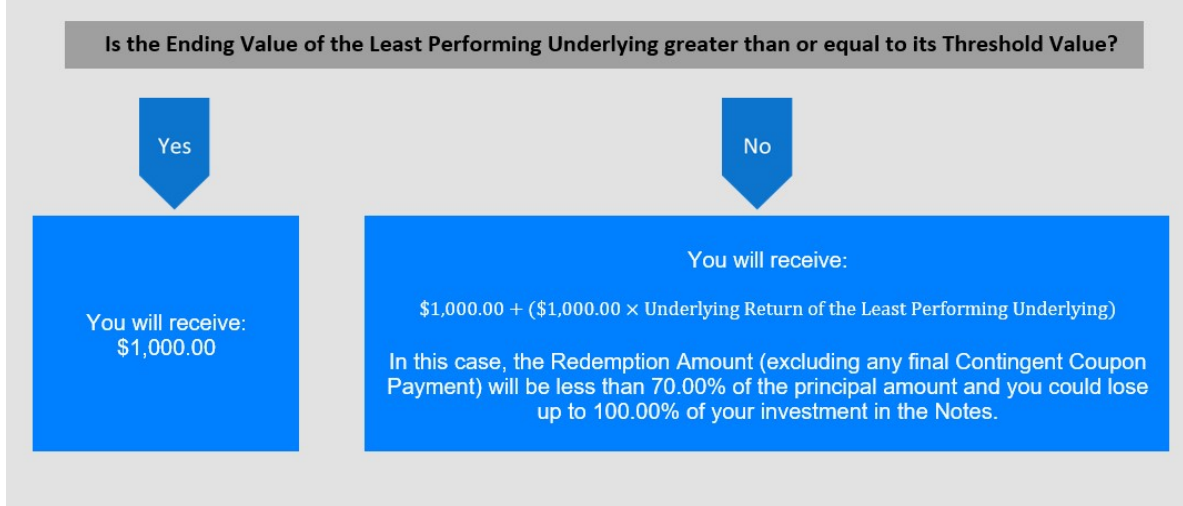 Is the Ending Value of the Least Performing Underlying greater than or equal to its Threshold Value?
Yes
No
You will receive:
$1,000.00
You will receive:
$1,000.00 + ($1,000.00 × Underlying Return of the Least Performing Underlying)
In this case, the Redemption Amount (excluding any final Contingent Coupon
Payment) will be less than 70.00% of the principal amount and you could lose
up to 100.00% of your investment in the Notes.